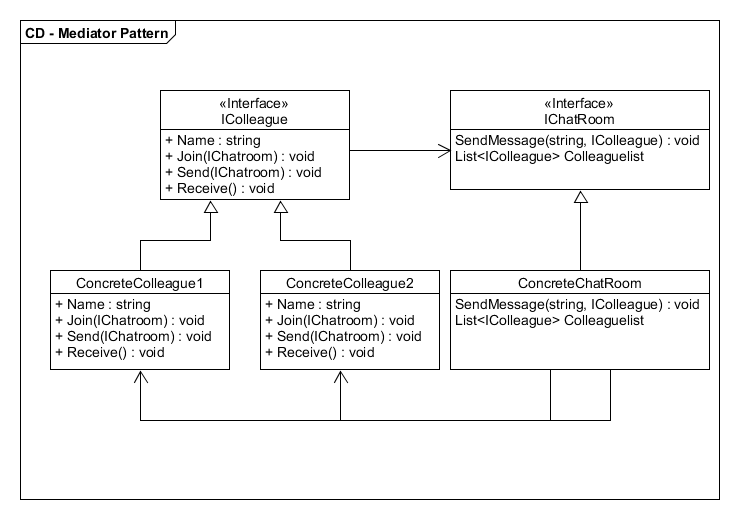 CD - Mediator Pattern
«Interface»
IColleague
+ Name : string
+ Join(IChatroom) : void
+ Send(IChatroom) : void
+ Receive() : void
«Interface»
IChatRoom
SendMessage(string, IColleague) : void
List<IColleague> Colleaguelist
ConcreteColleague1
+ Name : string
+ Join(IChatroom) : void
+ Send(IChatroom) : void
+ Receive() : void
ConcreteColleague2
+ Name : string
+ Join(IChatroom) : void
+ Send(IChatroom) : void
+ Receive() : void
ConcreteChatRoom
SendMessage(string, IColleague) : void
List<IColleague> Colleaguelist